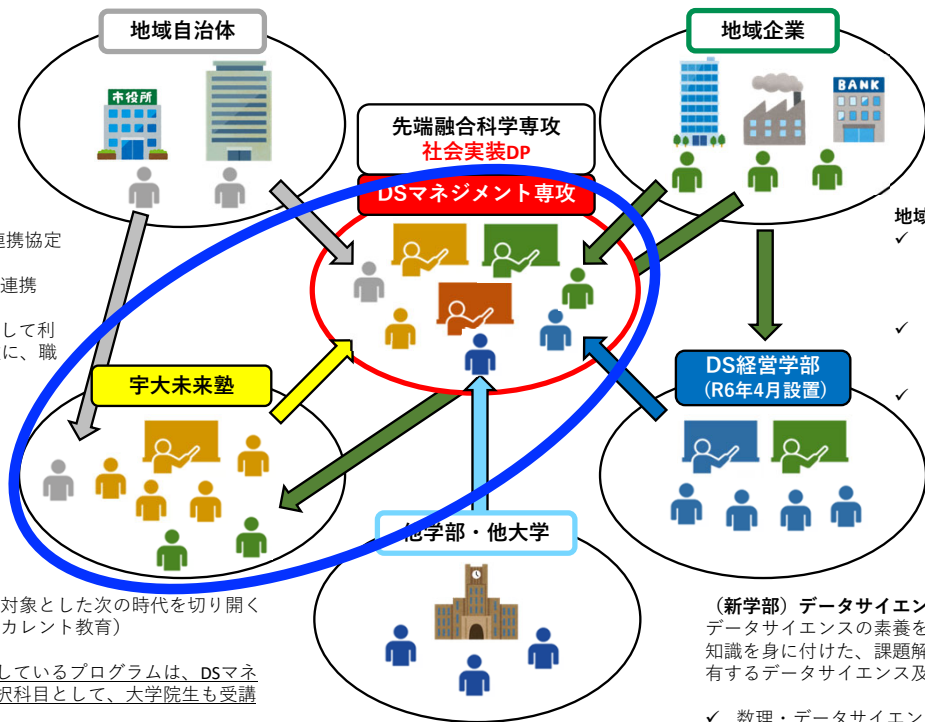 地域自治体
地域企業
市役所
BANK
先端融合科学専攻
社会実装DP
DSマネジメント専攻
連携協定
地域
✓
連携
して利
✓
に、職
DS経営学部
(R6年4月設置)
宇大未来塾
✓
他学部・他大学
対象とした次の時代を切り開く
カレント教育）
しているプログラムは、DSマネ
択科目として、大学院生も受講
（新学部）データサイエン
データサイエンスの素養を
知識を身に付けた、課題解
有するデータサイエンス及
✓ 数理・データサイエン